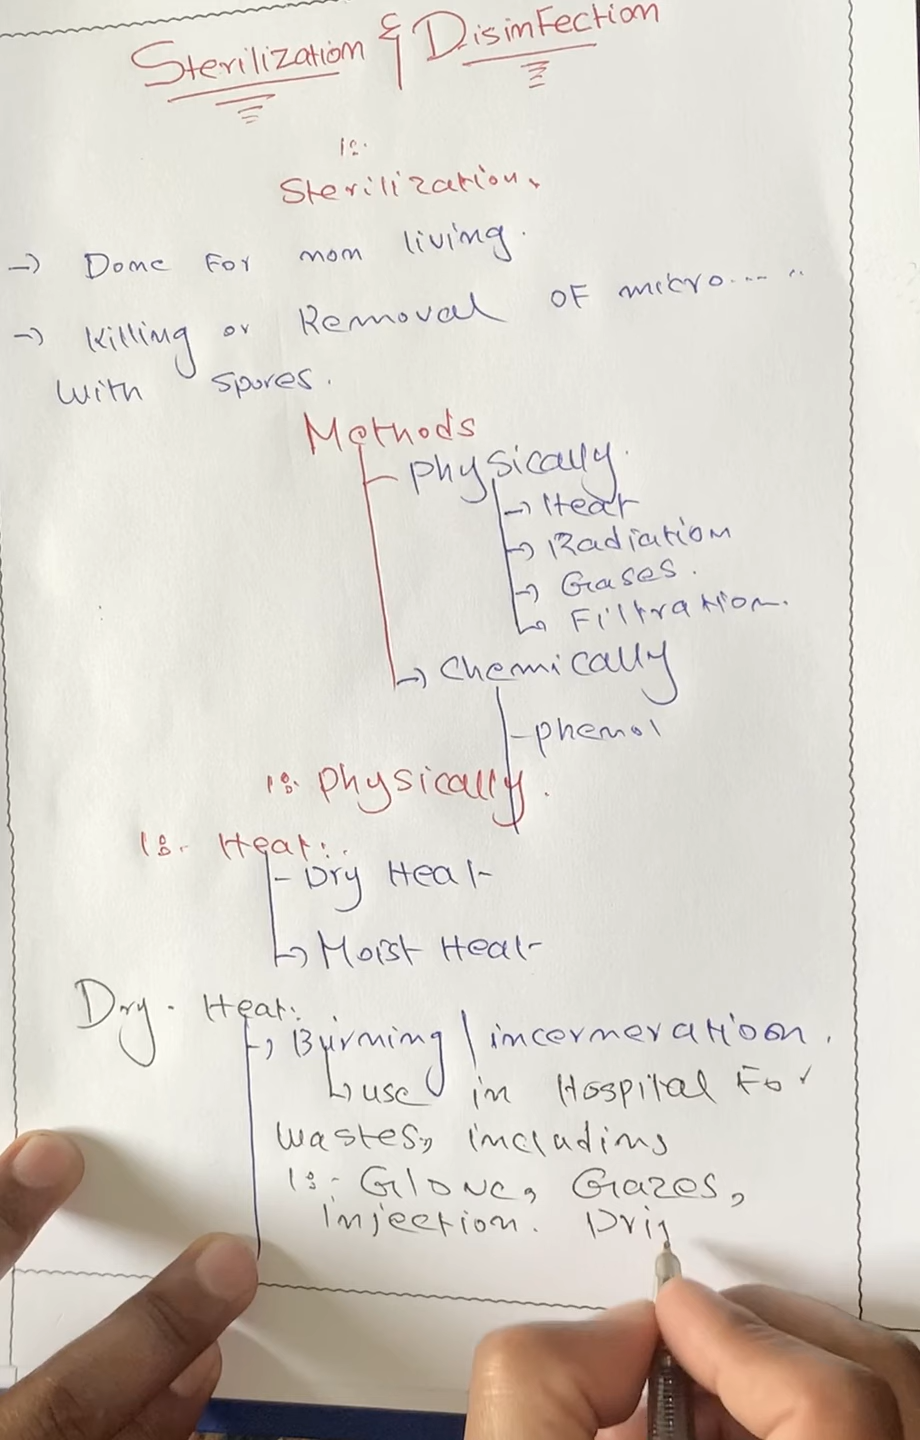 Sterilization & Disinfection
1:
Sterilization.
→ Done For non living.
→ Killing or Removal OF micro.... ..
With spores.
Methods
physically.
→ Heat
→ Radiation
→ Gases.
→ Filtration.
→ Chemically
- phenol
1:- physically.
1:- Heat:.
- Dry Heat
→ Moist Heat
Dry. Heat:
→ Burning / incerneration.
→ use in Hospital For
Wastes, including
1:- Glove, Gazes,
Injection. Drip